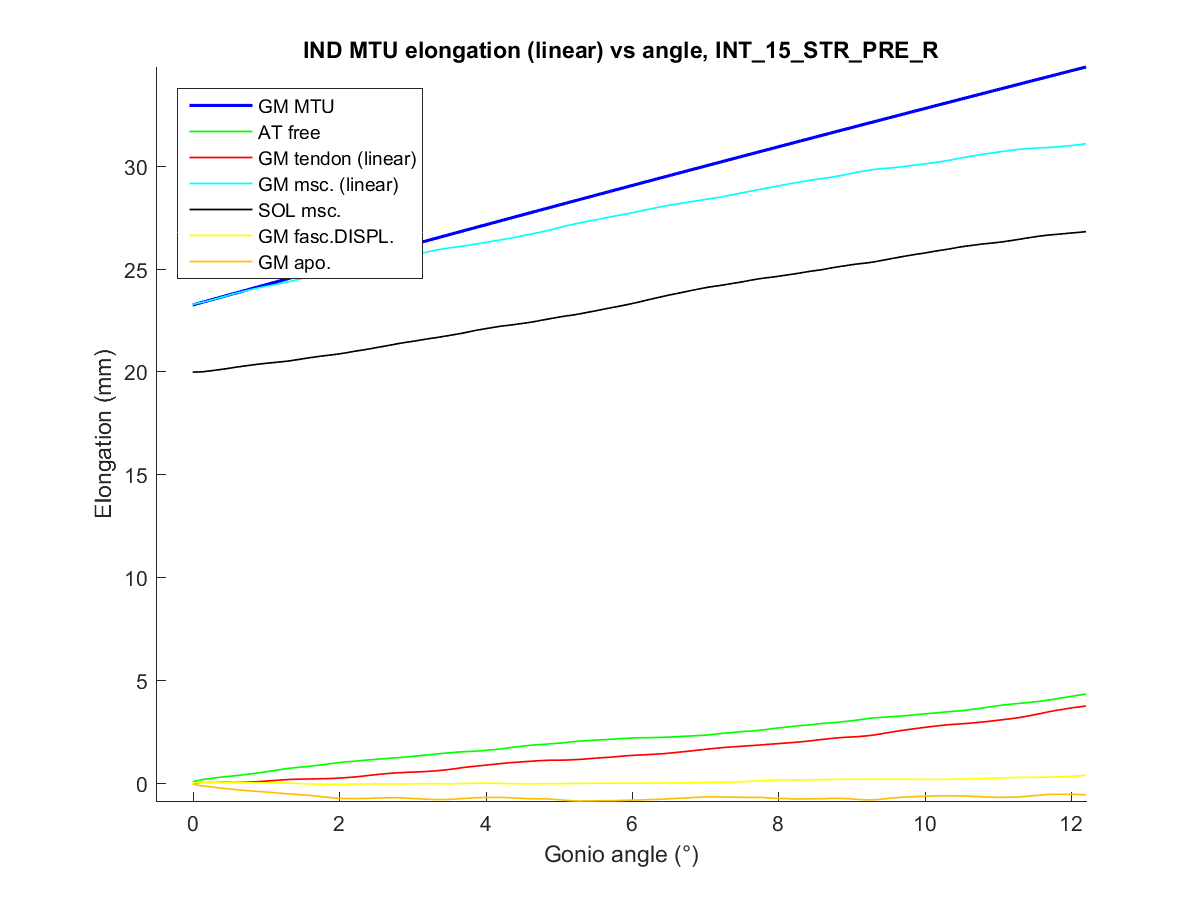 IND MTU elongation (linear) vs angle, INT_15_STR_PRE_R
GM MTU
AT free
GM tendon (linear)
GM msc. (linear)
SOL msc.
GM fasc.DISPL.
GM apo.
Elongation (mm)
30
25
20
15
10
5
0
0 2 4 6 8 10 12
Gonio angle (°)